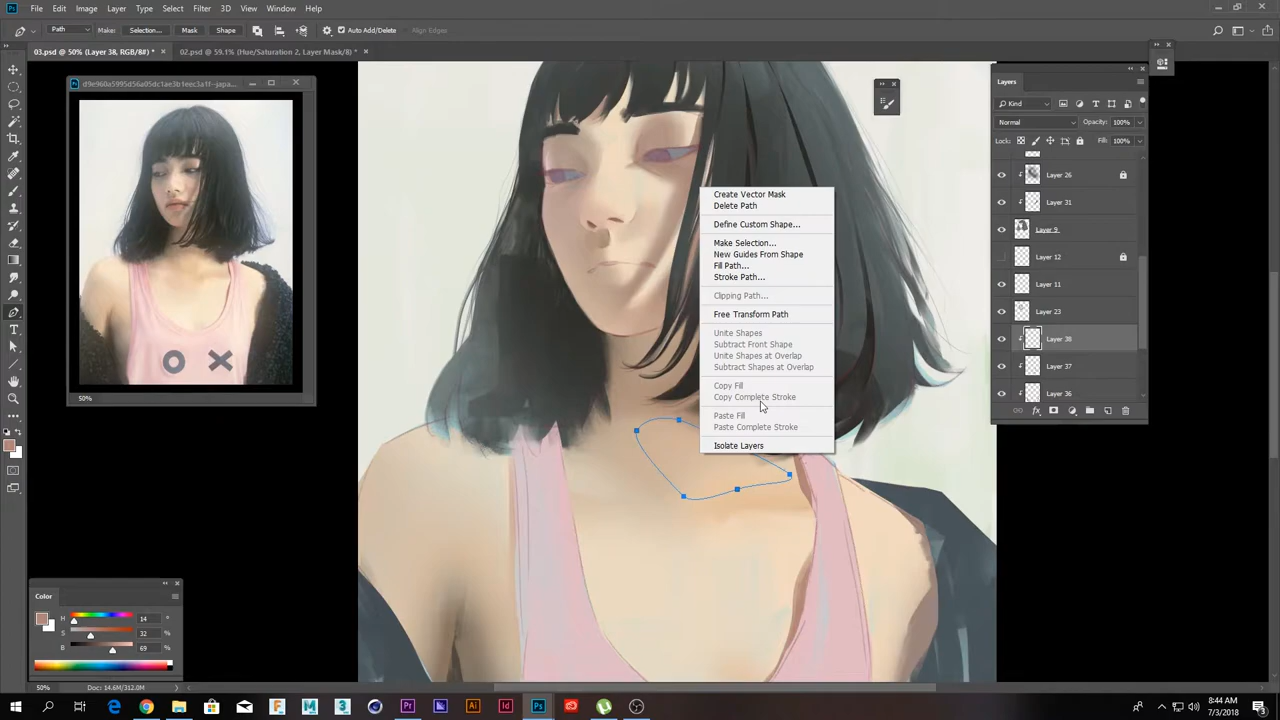 File Edit Image Layer Type Select Filter 3D View Window Help
Path Make: Selection... Mask Shape Auto Add/Delete Align Edges
03.psd @ 50% (Layer 38, RGB/8#) * × 02.psd @ 59.1% (Hue/Saturation 2, Layer Mask/8) * ×
50%
Layers
Kind
Normal Opacity: 100%
Lock: Fill: 100%
Layer 26
Layer 31
Layer 9
Layer 12
Layer 11
Layer 23
Layer 38
Layer 37
Layer 36
Create Vector Mask
Delete Path
Define Custom Shape...
Make Selection...
New Guides From Shape
Fill Path...
Stroke Path...
Clipping Path...
Free Transform Path
Unite Shapes
Subtract Front Shape
Unite Shapes at Overlap
Subtract Shapes at Overlap
Copy Fill
Copy Complete Stroke
Paste Fill
Paste Complete Stroke
Isolate Layers
Color
H 14 °
S 32 %
B 69 %
50% Doc: 14.6M/312.0M
8:44 AM
7/3/2018